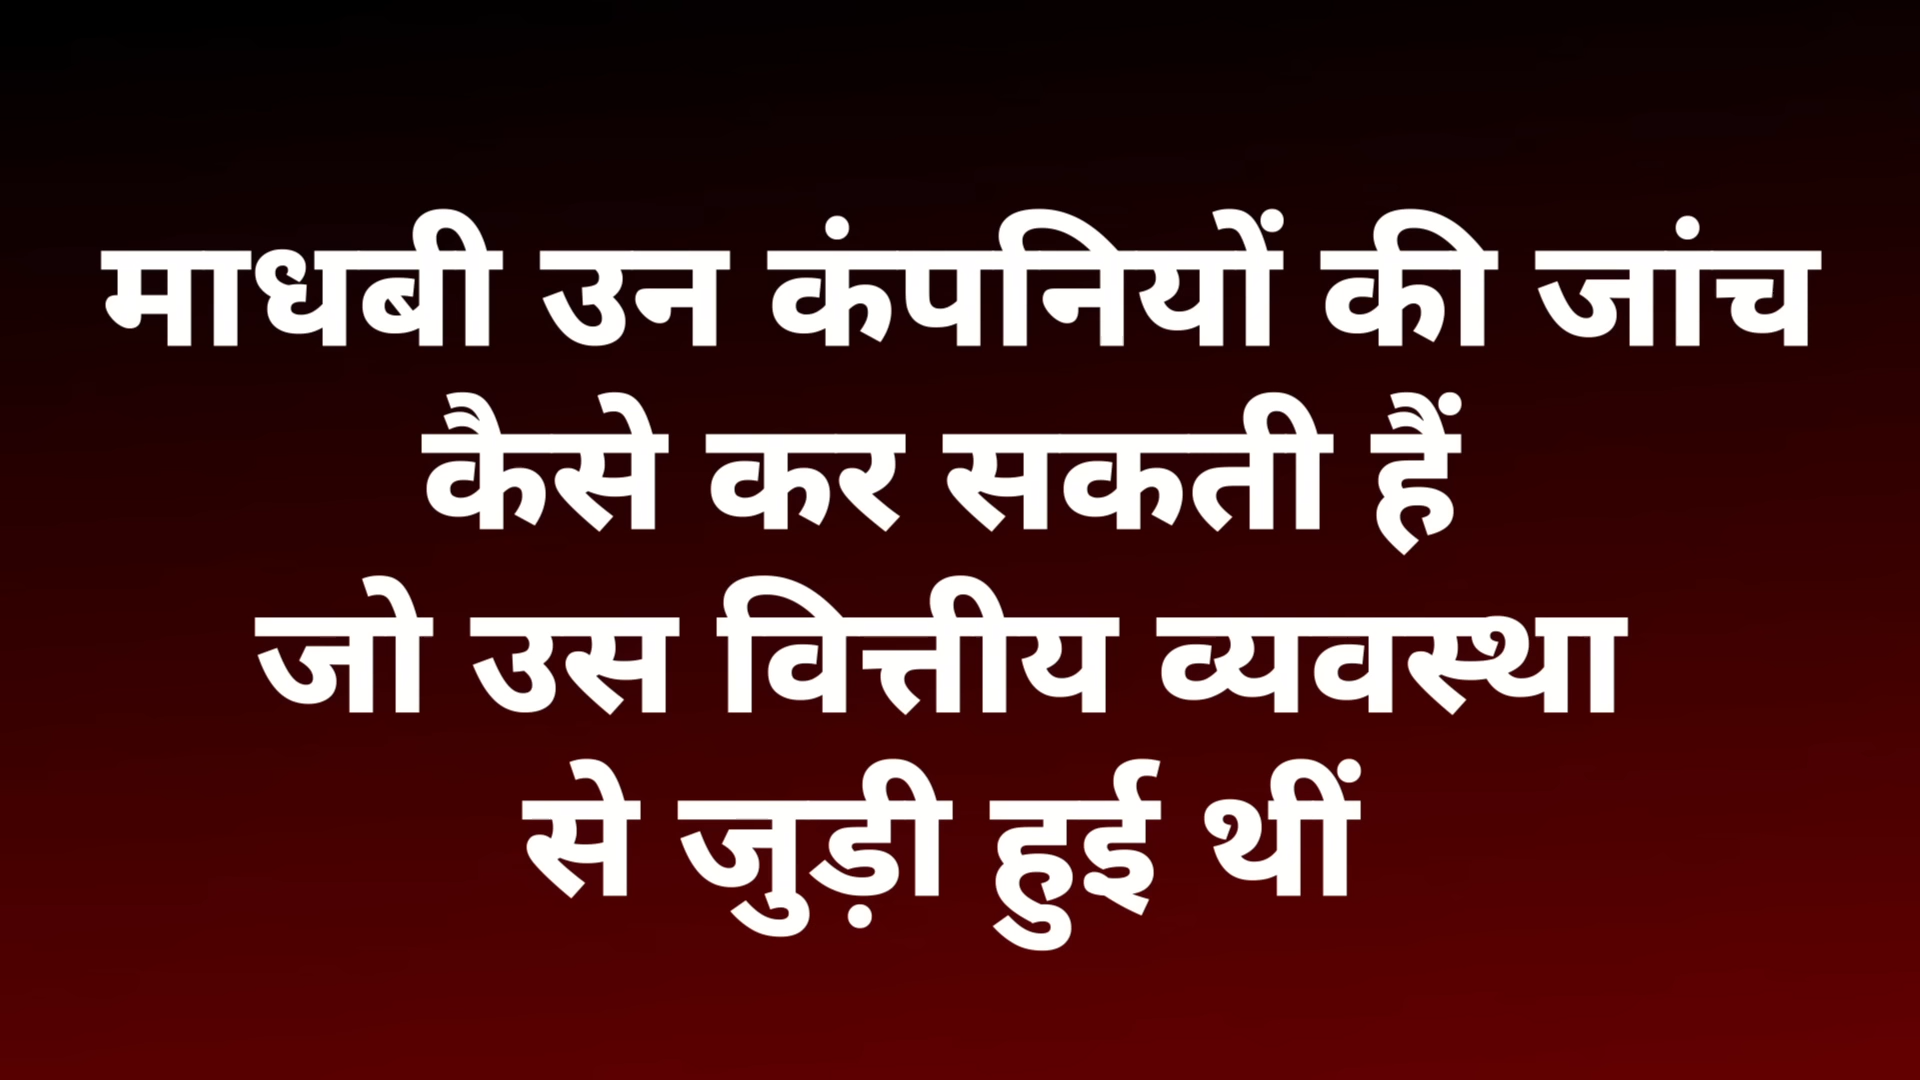 माधबी उन कंपनियों की जांच
कैसे कर सकती हैं
जो उस वित्तीय व्यवस्था
से जुड़ी हुई थीं